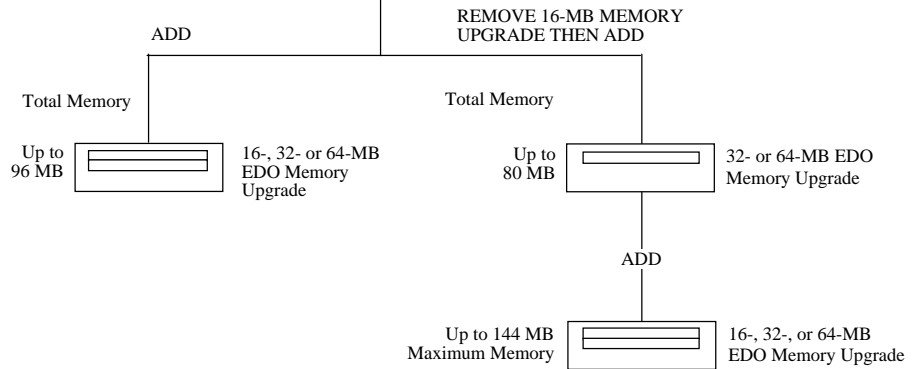 ADD
REMOVE 16-MB MEMORY
UPGRADE THEN ADD
Total Memory
Up to
96 MB
16-, 32- or 64-MB
EDO Memory
Upgrade
Total Memory
Up to
80 MB
32- or 64-MB EDO
Memory Upgrade
ADD
Up to 144 MB
Maximum Memory
16-, 32-, or 64-MB
EDO Memory Upgrade